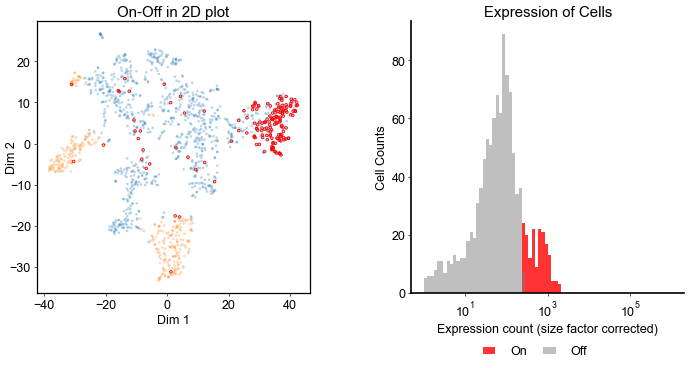 On-Off in 2D plot
Expression of Cells
Dim 2
20
10
0
−10
−20
−30
−40
−20
0
20
40
Dim 1
Cell Counts
80
60
40
20
0
10^1
10^3
10^5
Expression count (size factor corrected)
On
Off